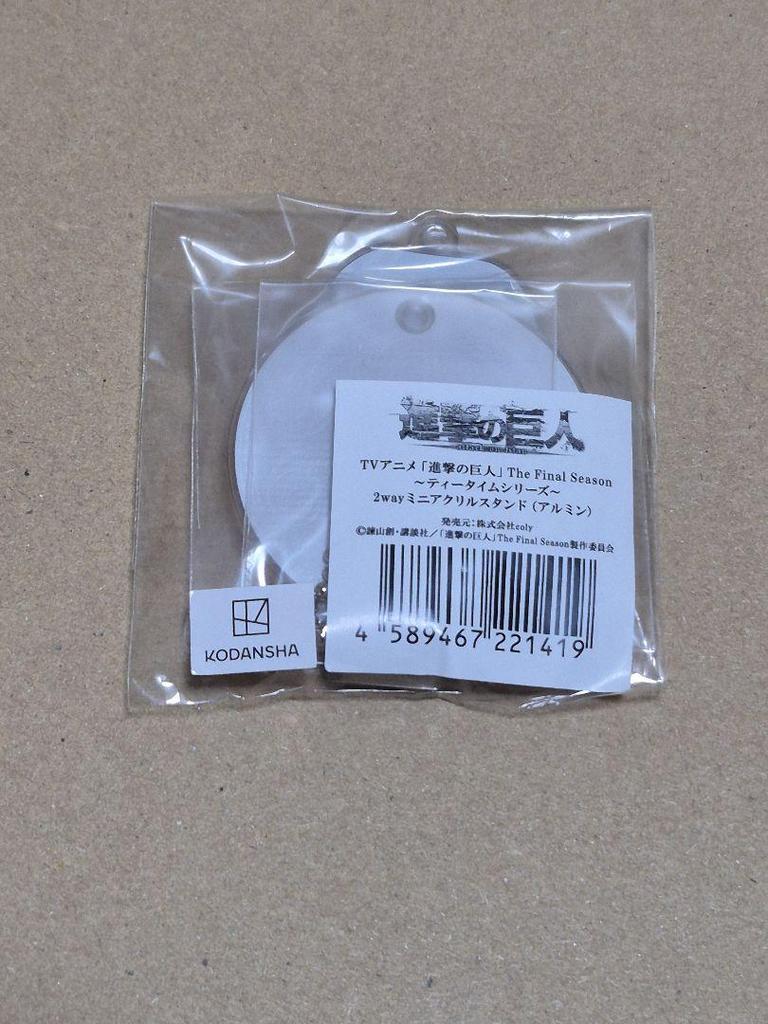 進撃の巨人
TVアニメ「進撃の巨人」The Final Season
～ティータイムシリーズ～
2wayミニアクリルスタンド（アルミン）
発売元：株式会社coly
©諫山創・講談社／「進撃の巨人」The Final Season製作委員会
4 589467 221419
KODANSHA